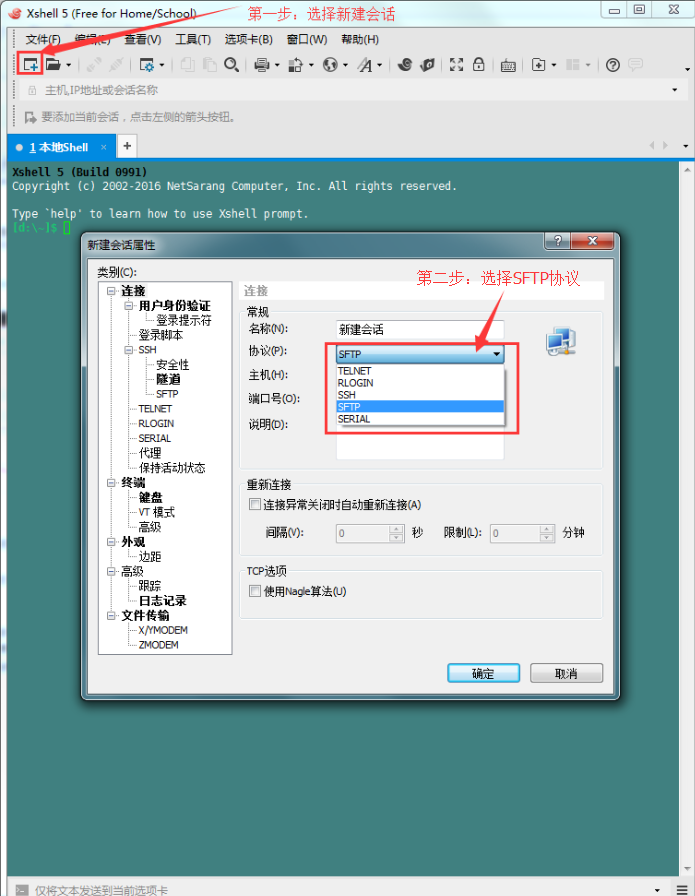 Xshell 5 (Free for Home/School)
第一步：选择新建会话
文件(F) 编辑(E) 查看(V) 工具(T) 选项卡(B) 窗口(W) 帮助(H)
主机,IP地址或会话名称
要添加当前会话，点击左侧的箭头按钮。
1 本地Shell × +
Xshell 5 (Build 0991)
Copyright (c) 2002-2016 NetSarang Computer, Inc. All rights reserved.
Type `help' to learn how to use Xshell prompt.
[d:\~]$
新建会话属性
类别(C):
连接
用户身份验证
登录提示符
登录脚本
SSH
安全性
隧道
SFTP
TELNET
RLOGIN
SERIAL
代理
保持活动状态
终端
键盘
VT 模式
高级
外观
边距
高级
跟踪
日志记录
文件传输
X/YMODEM
ZMODEM
第二步：选择SFTP协议
连接
常规
名称(N): 新建会话
协议(P): SFTP
TELNET
RLOGIN
SSH
SFTP
SERIAL
主机(H):
端口号(O):
说明(D):
重新连接
连接异常关闭时自动重新连接(A)
间隔(V): 0 秒 限制(L): 0 分钟
TCP选项
使用Nagle算法(U)
确定 取消
仅将文本发送到当前选项卡